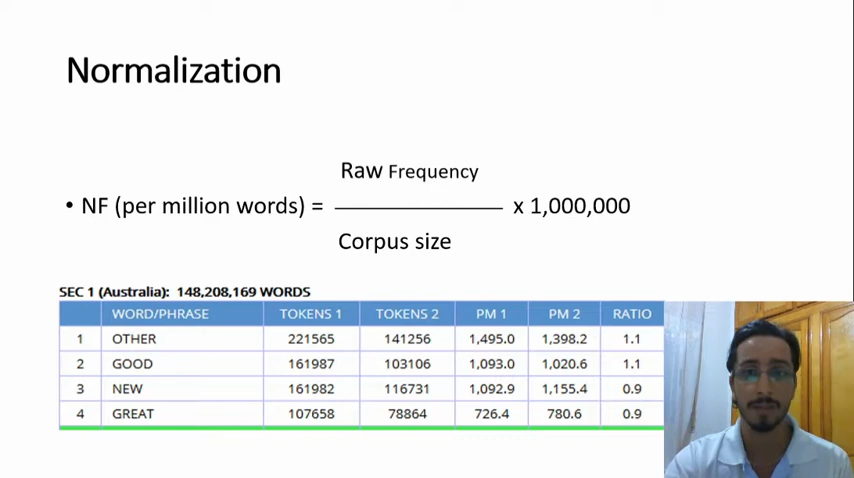 Normalization
Raw Frequency
• NF (per million words) = ———— x 1,000,000
Corpus size
SEC 1 (Australia): 148,208,169 WORDS
WORD/PHRASE TOKENS 1 TOKENS 2 PM 1 PM 2 RATIO
1 OTHER 221565 141256 1,495.0 1,398.2 1.1
2 GOOD 161987 103106 1,093.0 1,020.6 1.1
3 NEW 161982 116731 1,092.9 1,155.4 0.9
4 GREAT 107658 78864 726.4 780.6 0.9